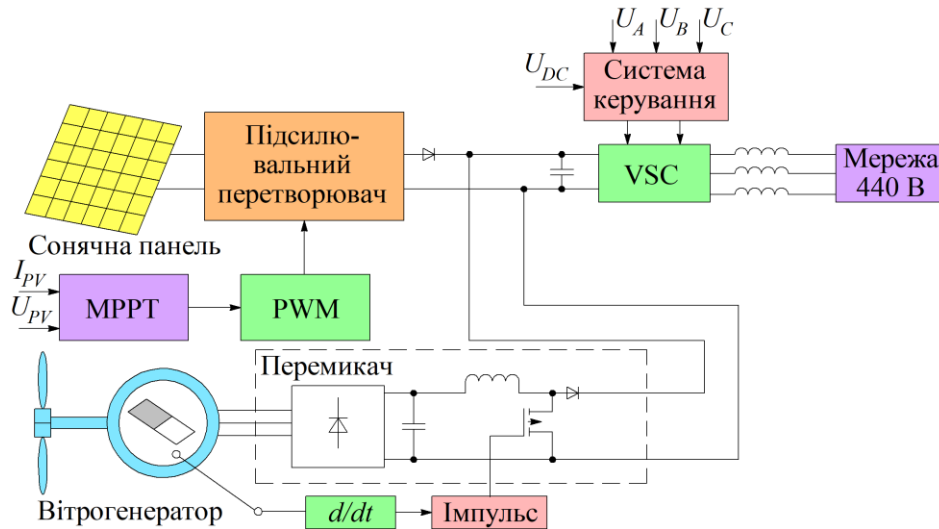 U_A U_B U_C
U_DC
Система
керування
Підсилю-
вальний
перетворювач
VSC
Мережа
440 В
Сонячна панель
I_PV
U_PV
MPPT
PWM
Перемикач
Вітрогенератор
d/dt
Імпульс